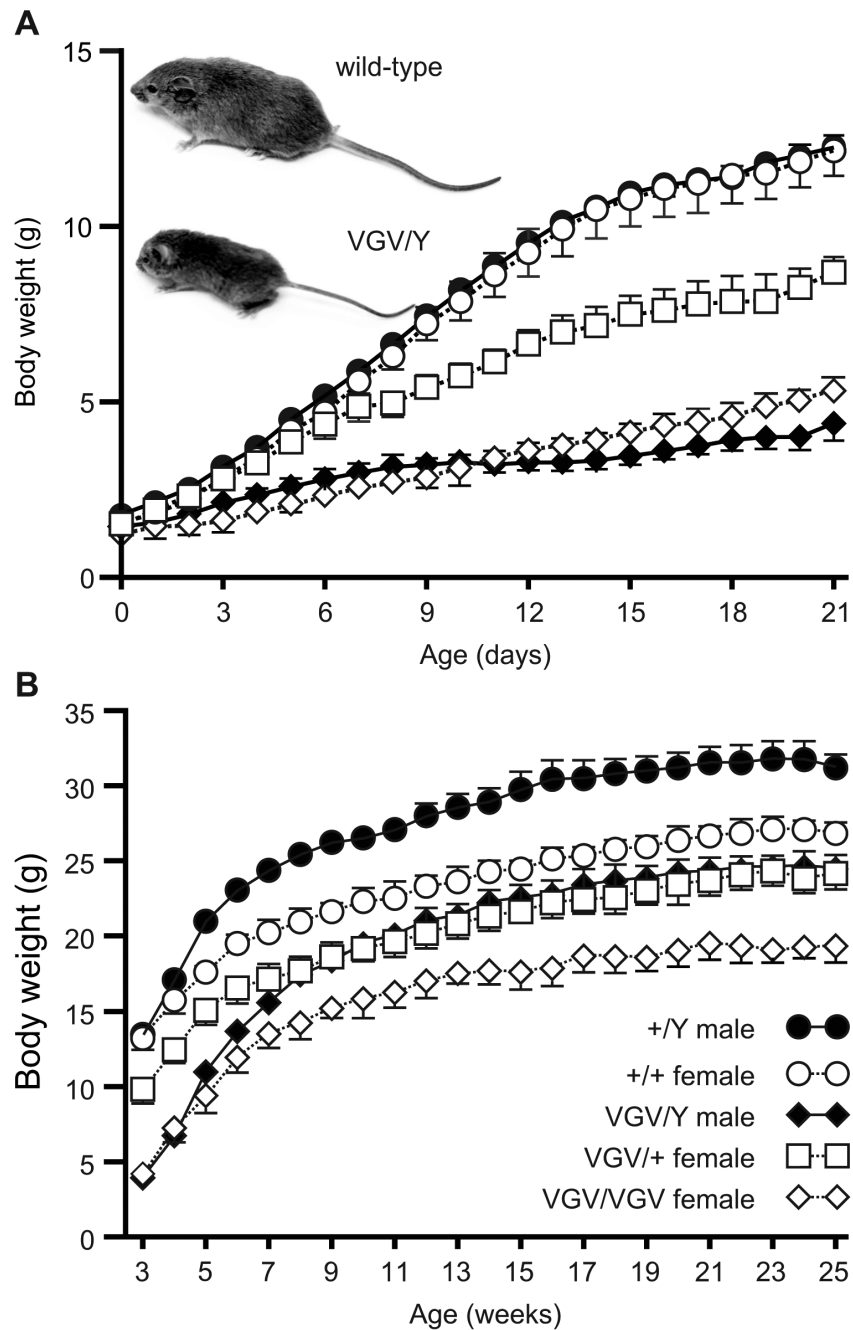 A
15
wild-type
VGV/Y
10
5
0
Body weight (g)
0 3 6 9 12 15 18 21
Age (days)
B
35
30
25
20
15
10
5
0
Body weight (g)
+/Y male
+/+ female
VGV/Y male
VGV/+ female
VGV/VGV female
3 5 7 9 11 13 15 17 19 21 23 25
Age (weeks)